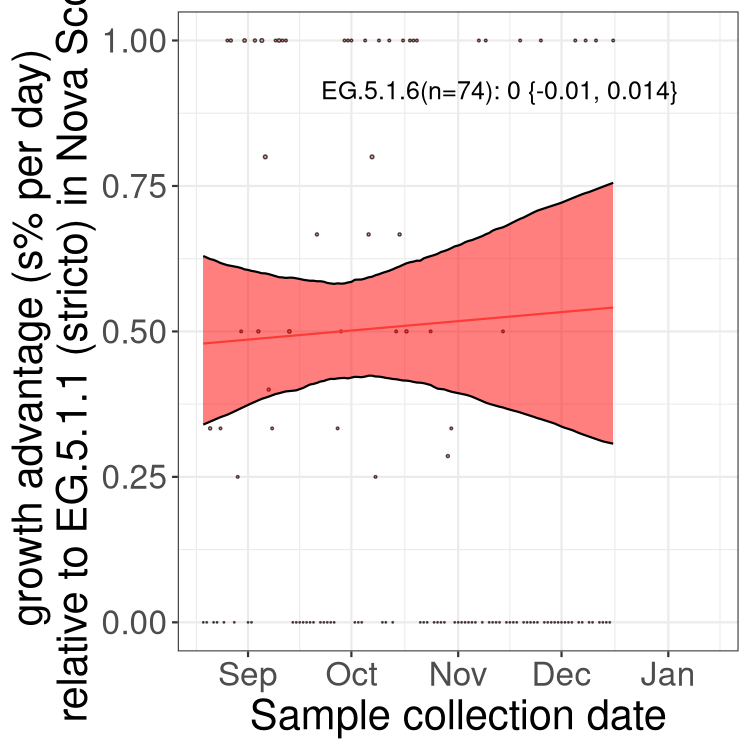 growth advantage (s% per day)
relative to EG.5.1.1 (stricto) in Nova
1.00
0.75
0.50
0.25
0.00
EG.5.1.6(n=74): 0 {-0.01, 0.014}
Sep Oct Nov Dec Jan
Sample collection date